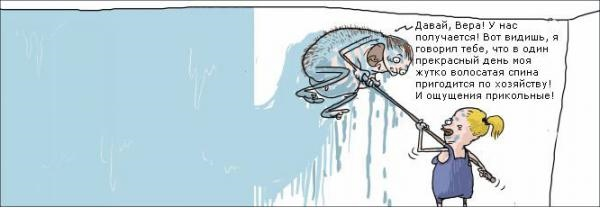 Давай, Вера! У нас
получается! Вот видишь, я
говорил тебе, что в один
прекрасный день моя
жутко волосатая спина
пригодится по хозяйству!
И ощущения прикольные!